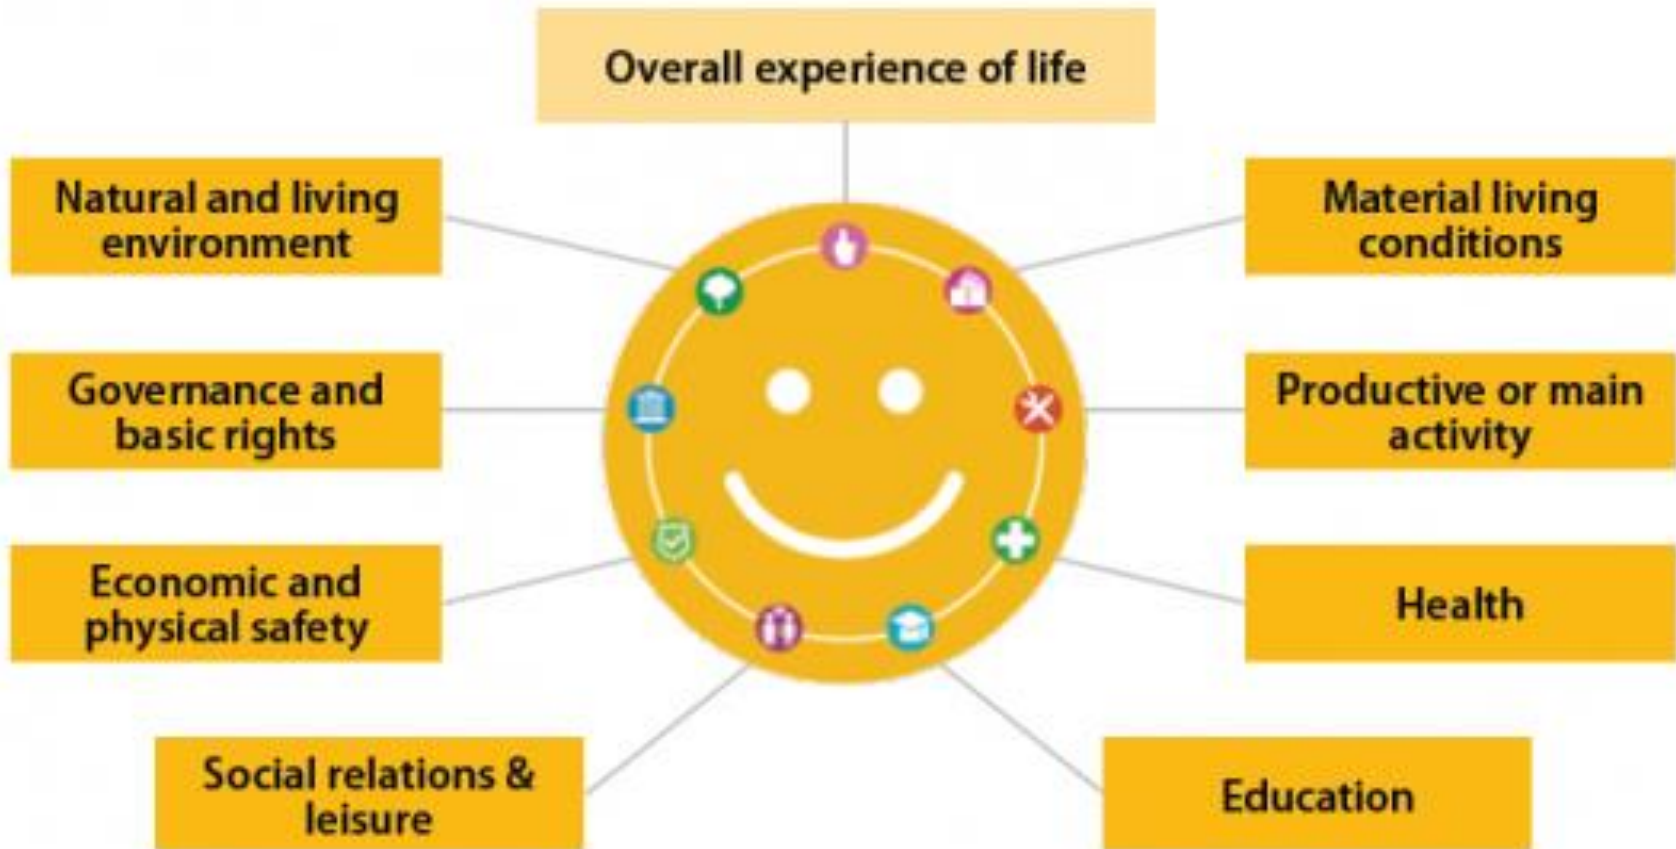 Overall experience of life
Natural and living
environment
Material living
conditions
Governance and
basic rights
Productive or main
activity
Economic and
physical safety
Health
Social relations &
leisure
Education